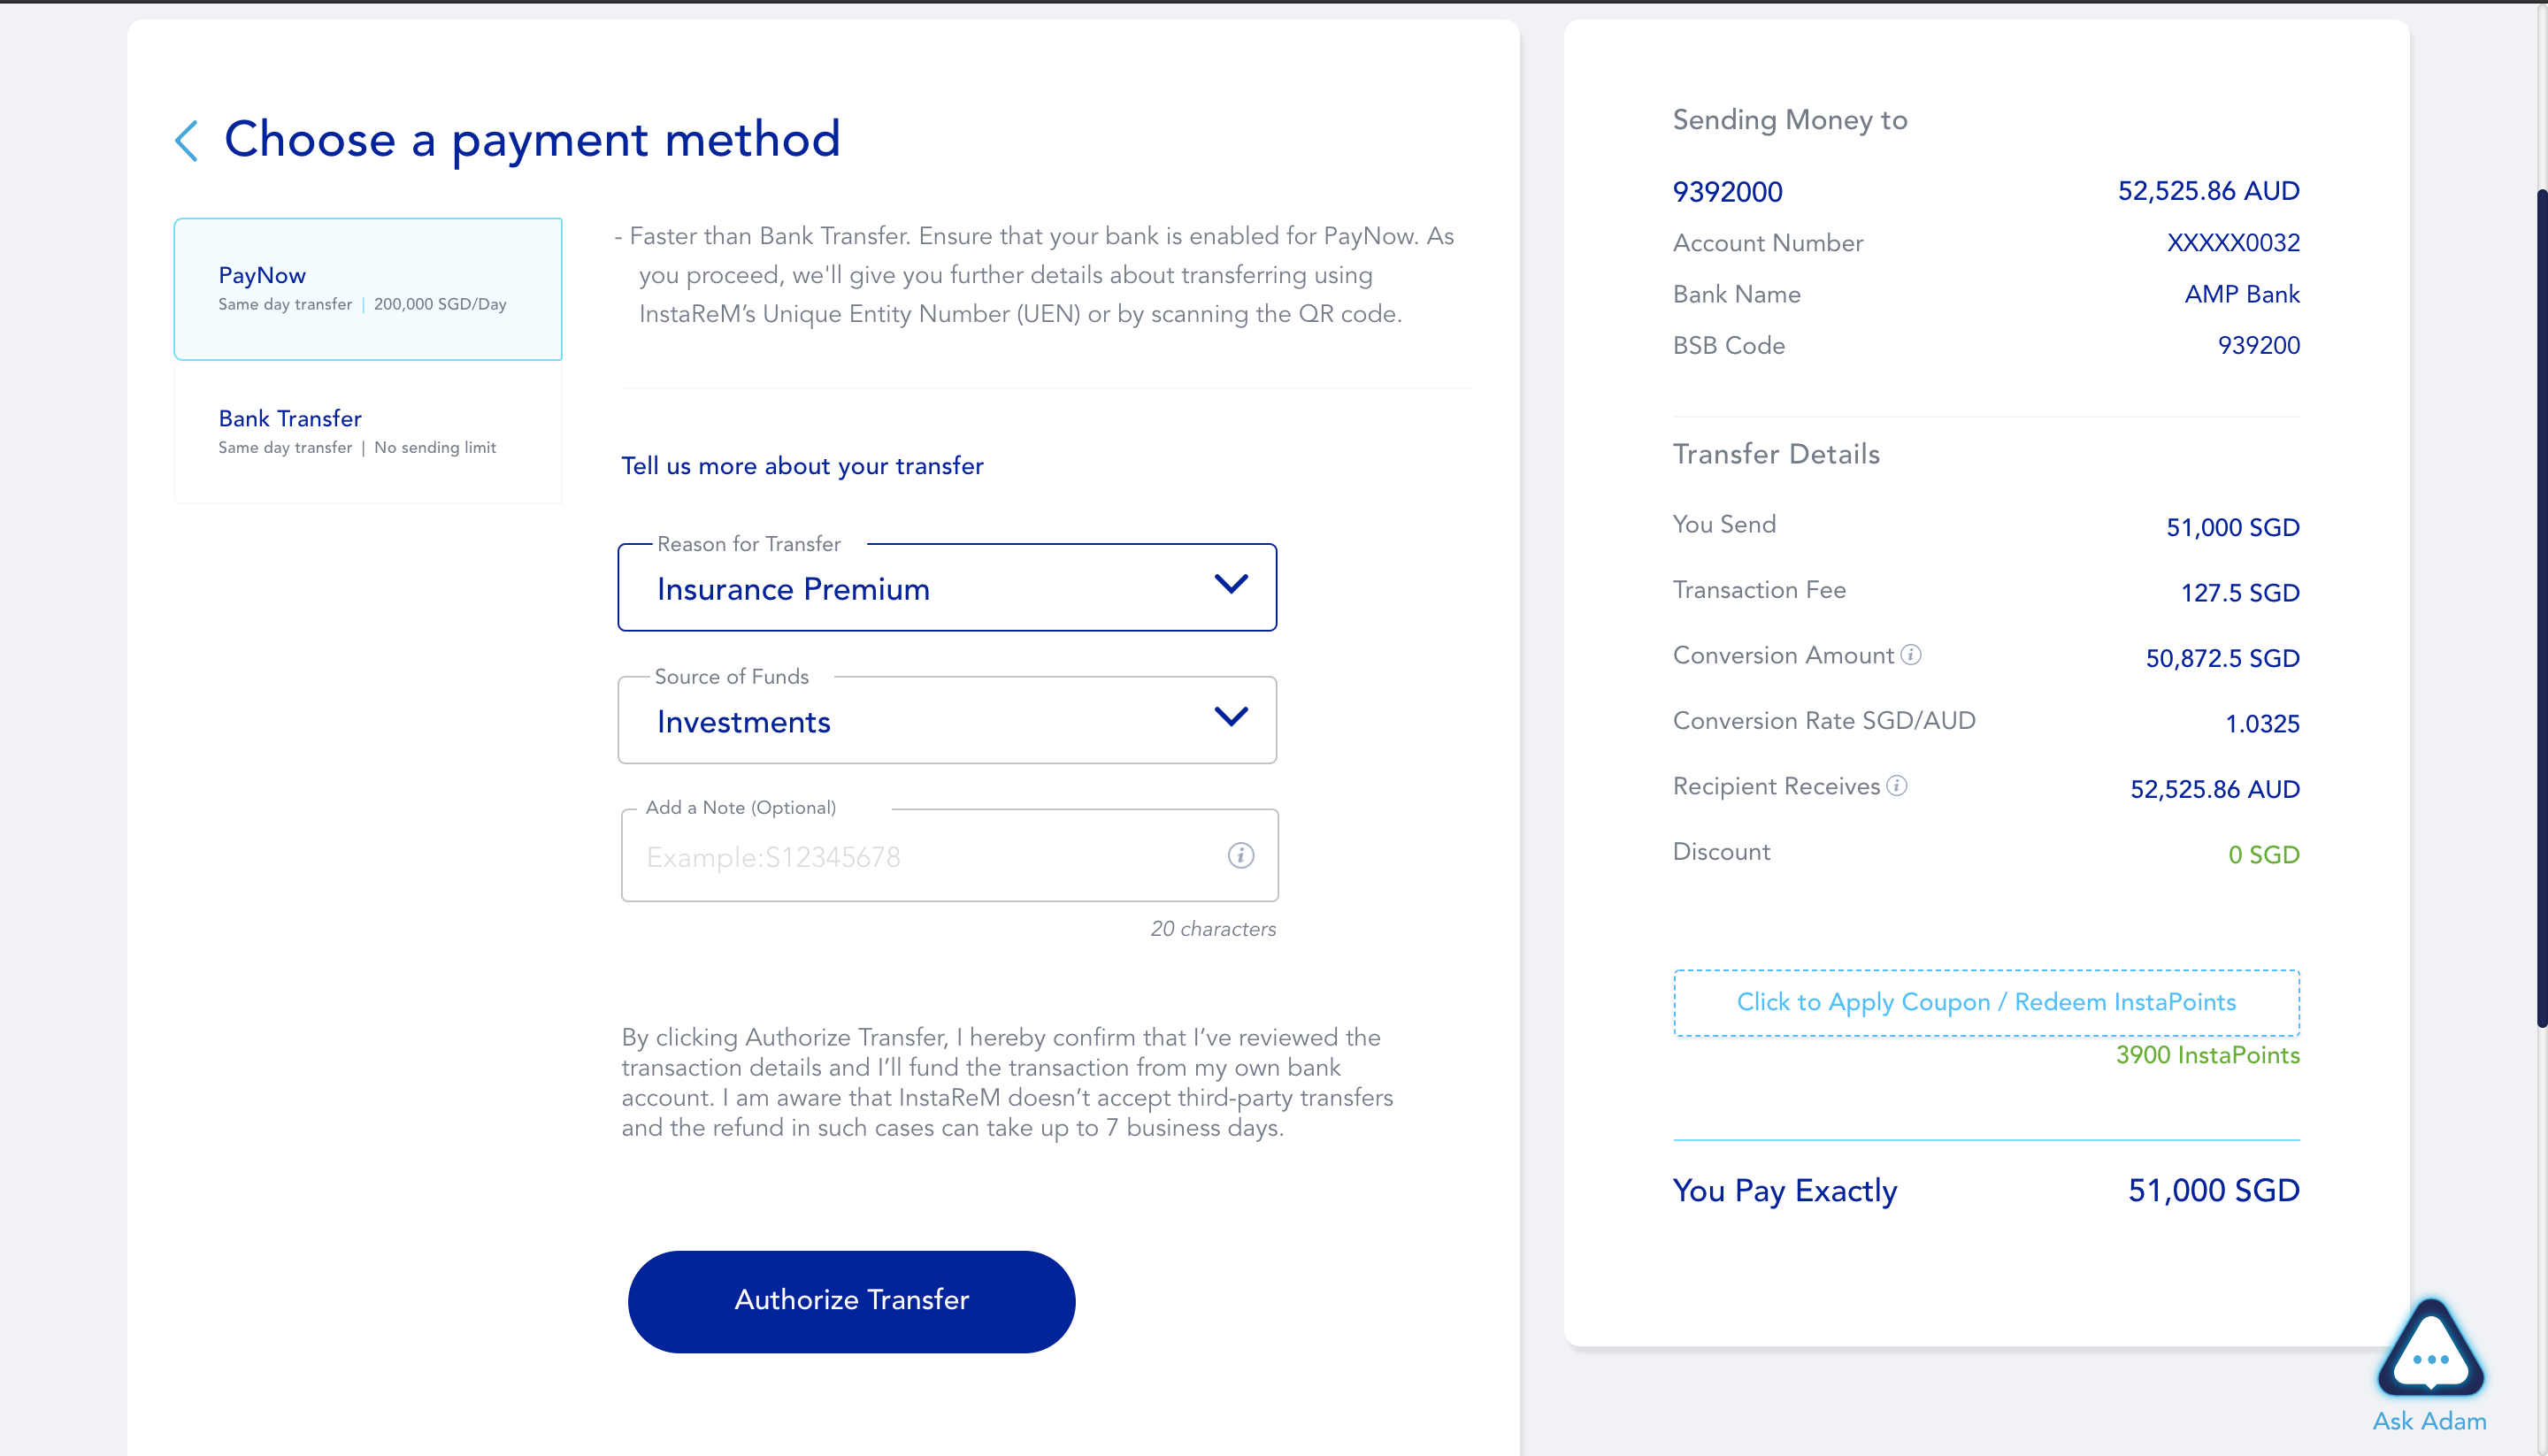 Choose a payment method
PayNow
Same day transfer | 200,000 SGD/Day
Bank Transfer
Same day transfer | No sending limit
- Faster than Bank Transfer. Ensure that your bank is enabled for PayNow. As
you proceed, we'll give you further details about transferring using
InstaReM’s Unique Entity Number (UEN) or by scanning the QR code.
Tell us more about your transfer
Reason for Transfer
Insurance Premium
Source of Funds
Investments
Add a Note (Optional)
Example:S12345678
20 characters
By clicking Authorize Transfer, I hereby confirm that I’ve reviewed the
transaction details and I’ll fund the transaction from my own bank
account. I am aware that InstaReM doesn’t accept third-party transfers
and the refund in such cases can take up to 7 business days.
Authorize Transfer
Sending Money to
9392000 52,525.86 AUD
Account Number XXXXX0032
Bank Name AMP Bank
BSB Code 939200
Transfer Details
You Send 51,000 SGD
Transaction Fee 127.5 SGD
Conversion Amount 50,872.5 SGD
Conversion Rate SGD/AUD 1.0325
Recipient Receives 52,525.86 AUD
Discount 0 SGD
Click to Apply Coupon / Redeem InstaPoints
3900 InstaPoints
You Pay Exactly 51,000 SGD
Ask Adam